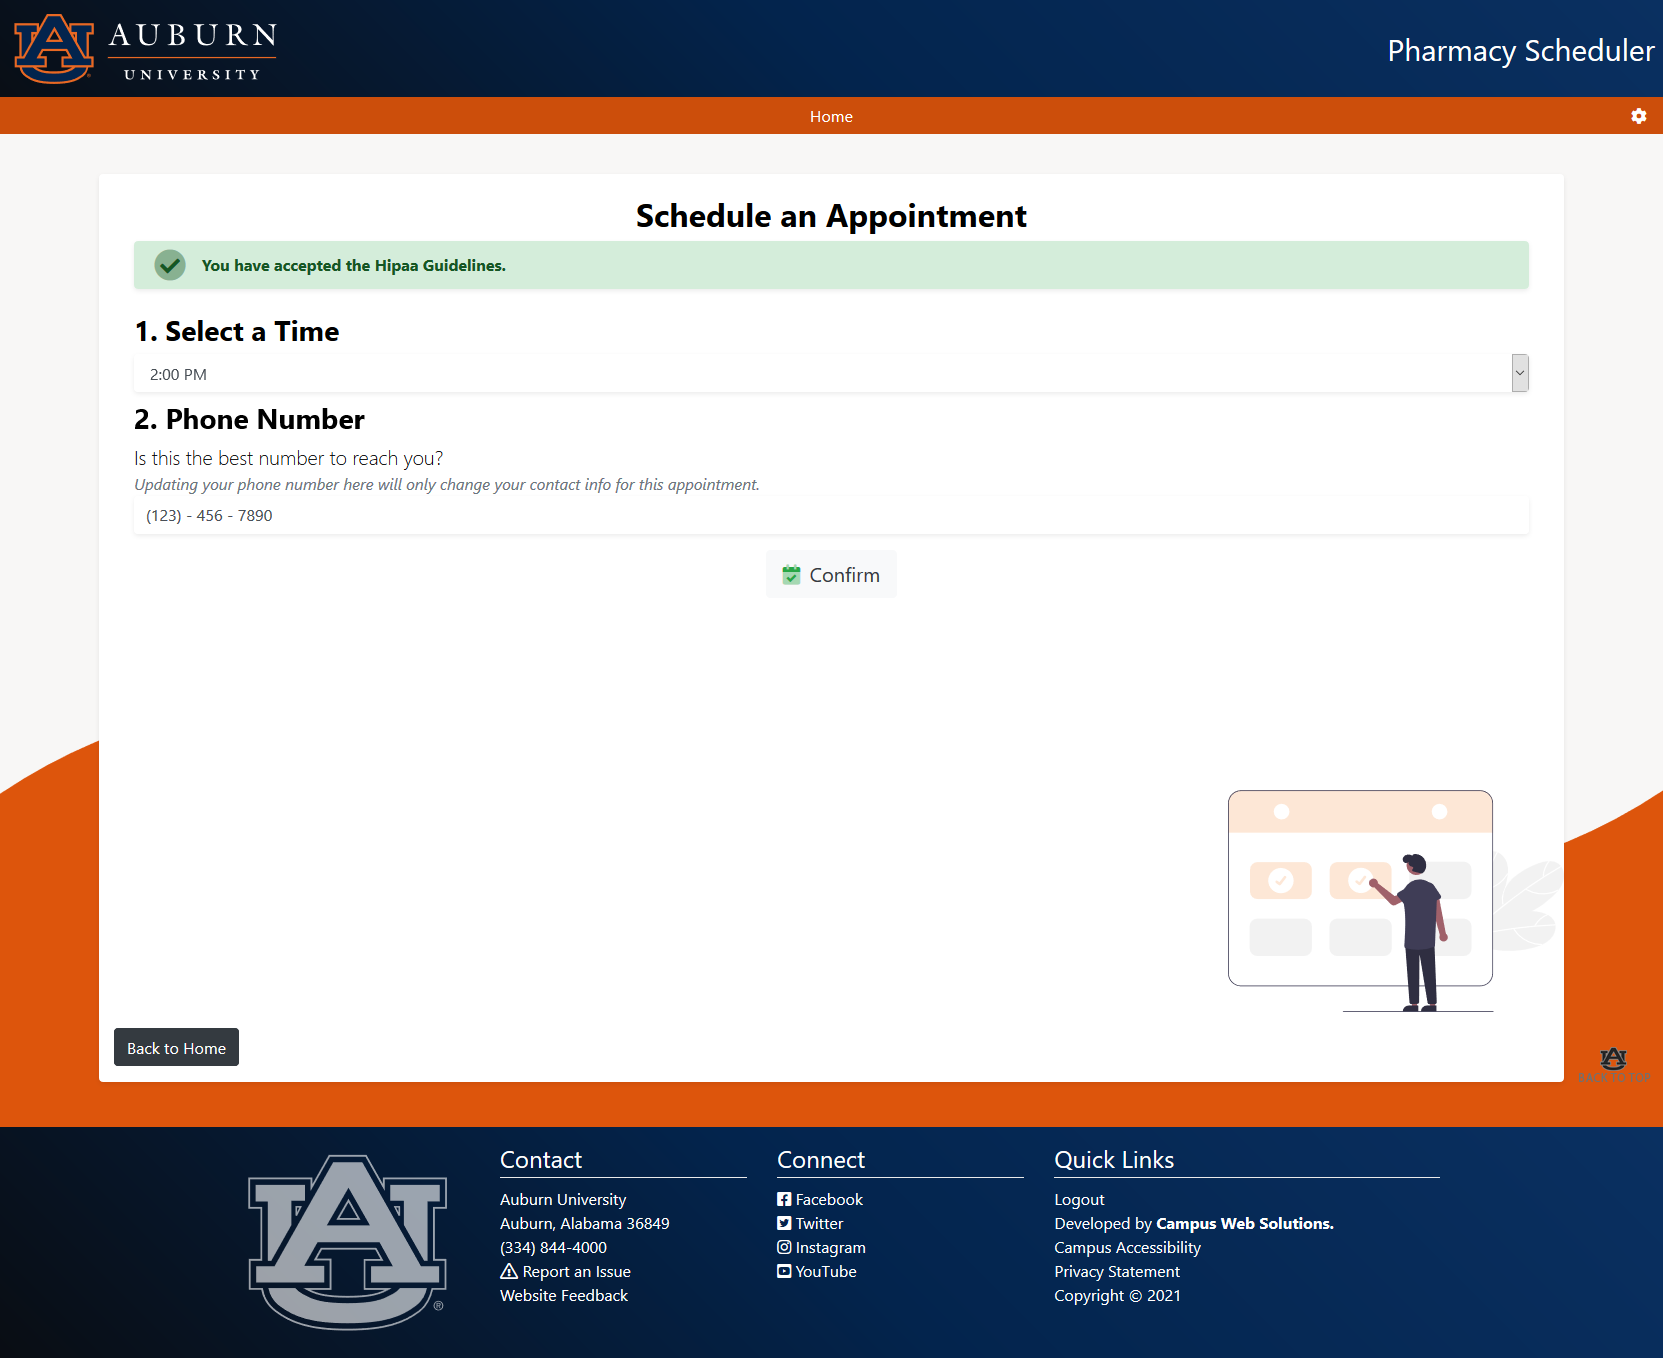 AUBURN
UNIVERSITY
Pharmacy Scheduler
Home
Schedule an Appointment
You have accepted the Hipaa Guidelines.
1. Select a Time
2:00 PM
2. Phone Number
Is this the best number to reach you?
Updating your phone number here will only change your contact info for this appointment.
(123) - 456 - 7890
Confirm
Back to Home
Contact
Auburn University
Auburn, Alabama 36849
(334) 844-4000
Report an Issue
Website Feedback
Connect
Facebook
Twitter
Instagram
YouTube
Quick Links
Logout
Developed by Campus Web Solutions.
Campus Accessibility
Privacy Statement
Copyright © 2021